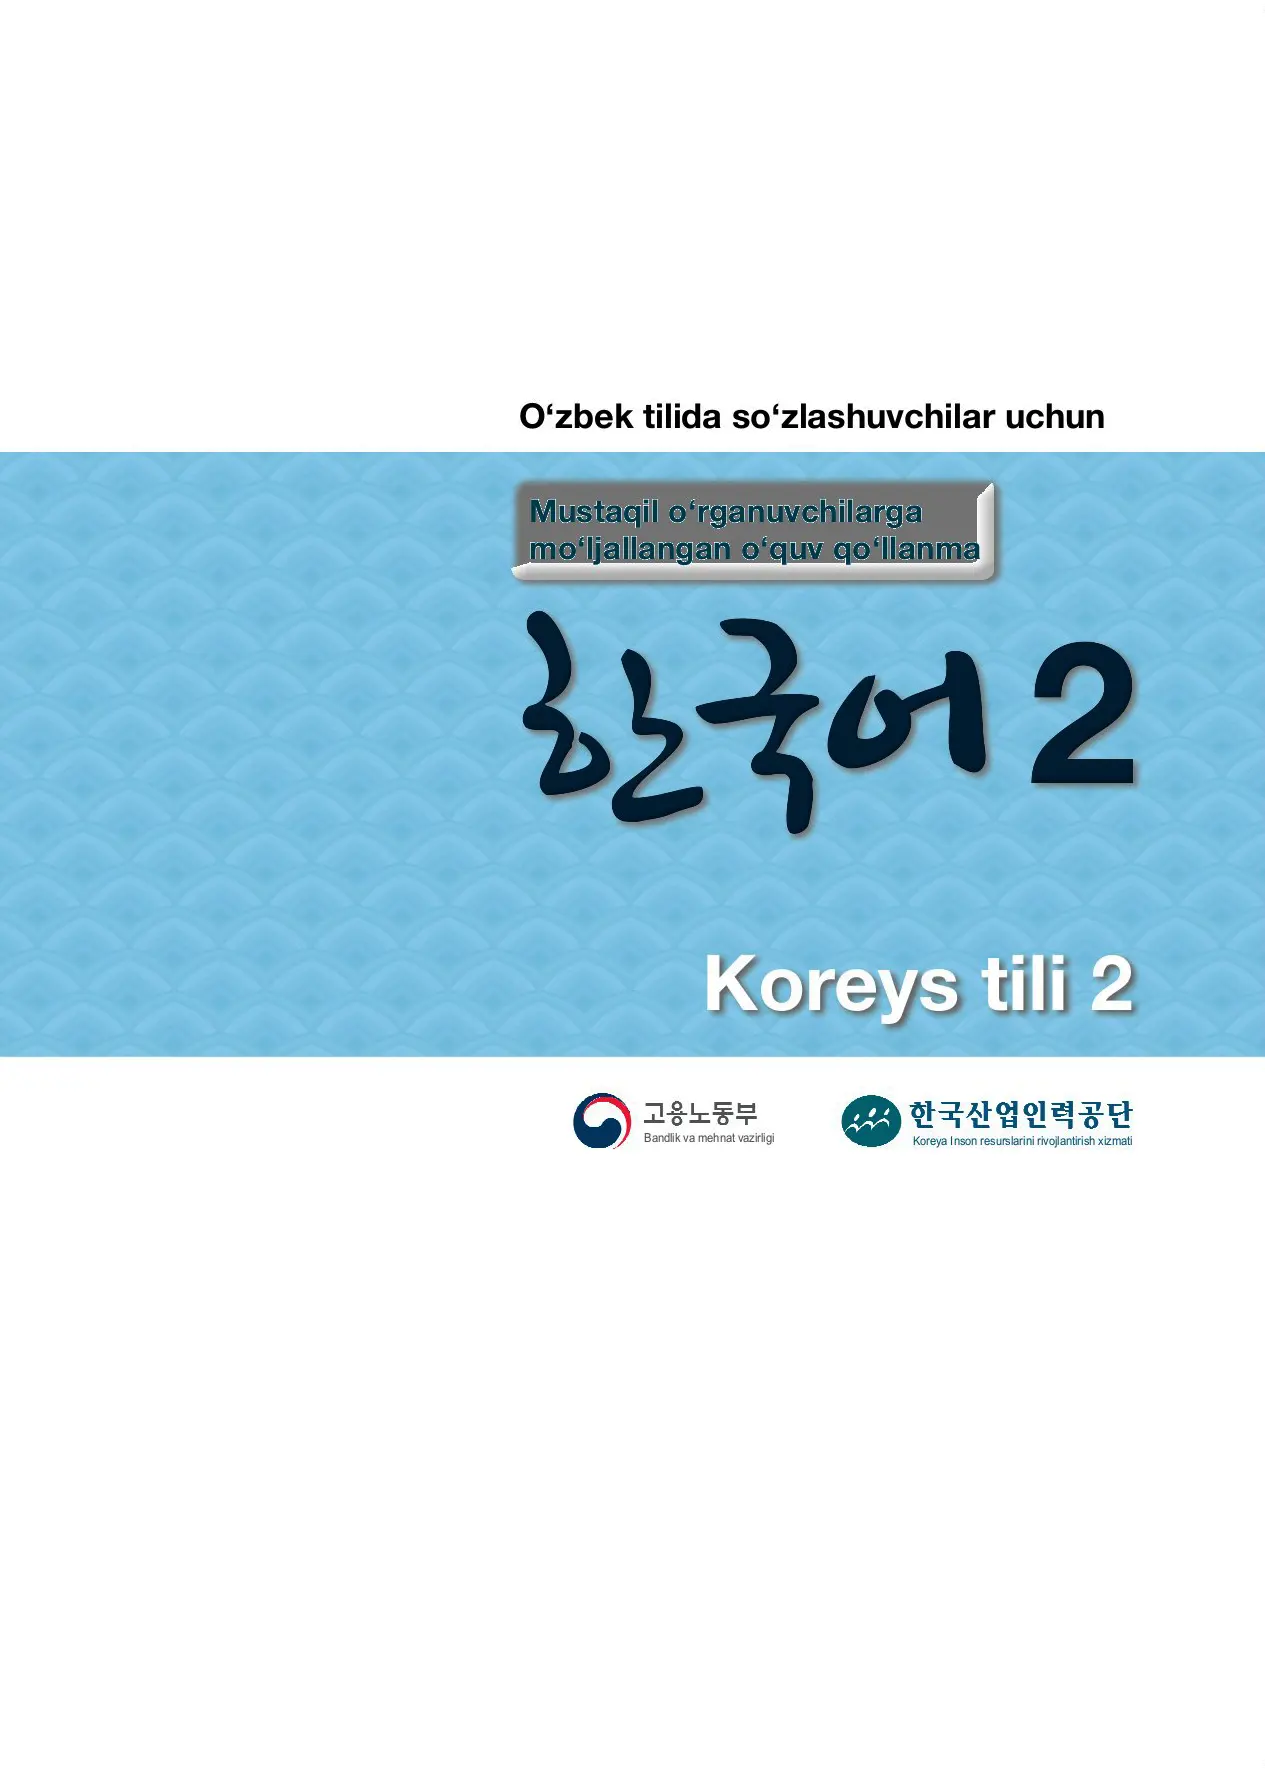 O‘zbek tilida so‘zlashuvchilar uchun
Mustaqil o‘rganuvchilarga
mo‘ljallangan o‘quv qo‘llanma
한국어 2
Koreys tili 2
고용노동부
Bandlik va mehnat vazirligi
한국산업인력공단
Koreya Inson resurslarini rivojlantirish xizmati